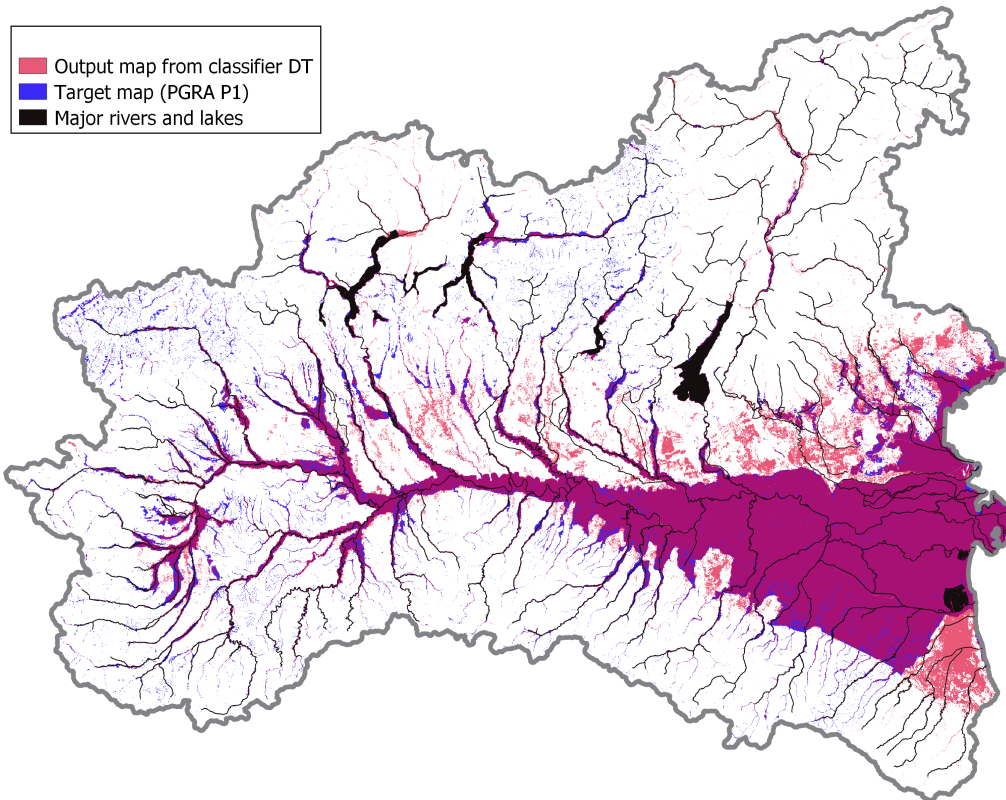 Output map from classifier DT
Target map (PGRA P1)
Major rivers and lakes